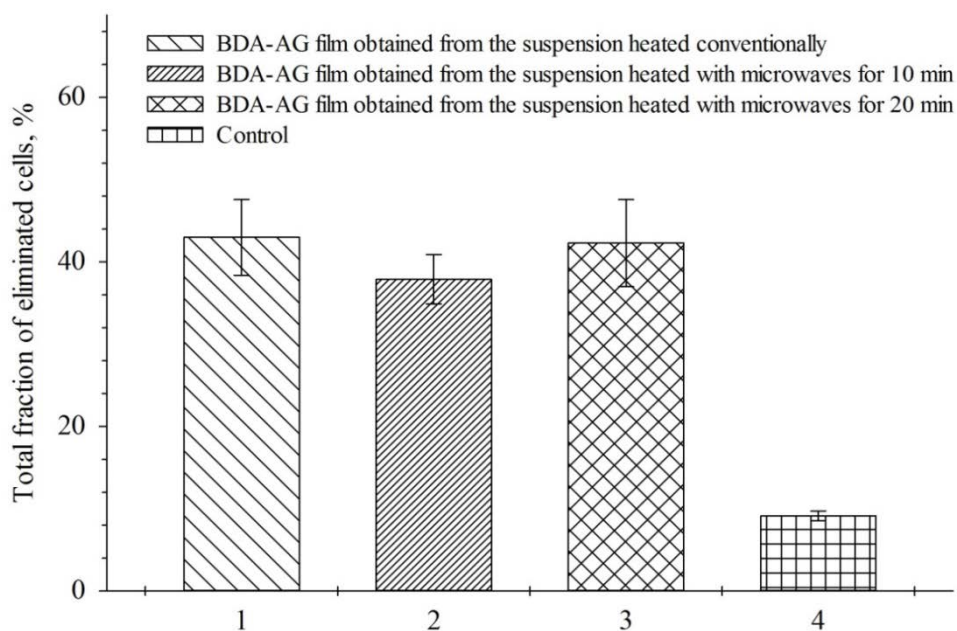 BDA-AG film obtained from the suspension heated conventionally
BDA-AG film obtained from the suspension heated with microwaves for 10 min
BDA-AG film obtained from the suspension heated with microwaves for 20 min
Control
Total fraction of eliminated cells, %
60
40
20
0
1 2 3 4